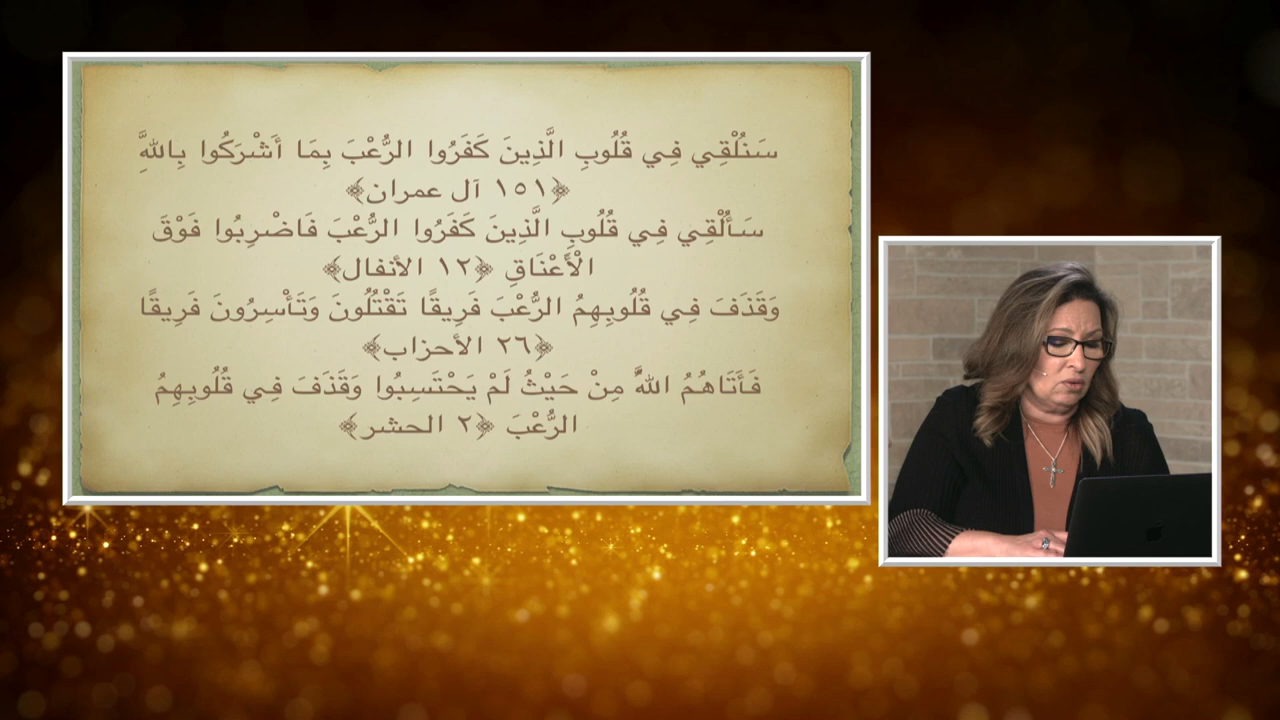 سَنُلْقِي فِي قُلُوبِ الَّذِينَ كَفَرُوا الرُّعْبَ بِمَا أَشْرَكُوا بِاللَّهِ
﴿١٥١ آل عمران﴾
سَأُلْقِي فِي قُلُوبِ الَّذِينَ كَفَرُوا الرُّعْبَ فَاضْرِبُوا فَوْقَ
الْأَعْنَاقِ ﴿١٢ الأنفال﴾
وَقَذَفَ فِي قُلُوبِهِمُ الرُّعْبَ فَرِيقًا تَقْتُلُونَ وَتَأْسِرُونَ فَرِيقًا
﴿٢٦ الأحزاب﴾
فَأَتَاهُمُ اللَّهُ مِنْ حَيْثُ لَمْ يَحْتَسِبُوا وَقَذَفَ فِي قُلُوبِهِمُ
الرُّعْبَ ﴿٢ الحشر﴾